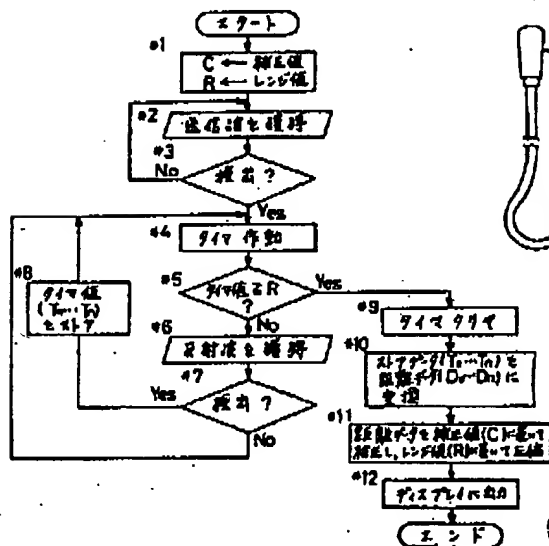 スタート
#1
C ← 補正値
R ← レンジ値
#2
送信波を獲得
#3
検出?
No
Yes
#4
タイマ作動
#5
タイマ値≧R
?
Yes
No
#6
反射波を獲得
#7
検出?
Yes
No
#8
タイマ値
(T₀…Tn)
をストア
#9
タイマクリヤ
#10
ストアデータ(T₀…Tn)を
距離データ(D₀…Dn)に
変換
#11
距離データを補正値(C)に基いて
補正し、レンジ値(R)に基いて
#12
ディスプレイに出力
エンド